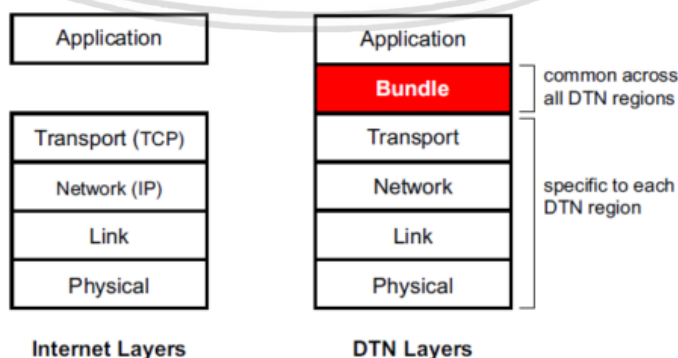 Application
Transport (TCP)
Network (IP)
Link
Physical
Internet Layers
Application
Bundle
Transport
Network
Link
Physical
DTN Layers
common across
all DTN regions
specific to each
DTN region